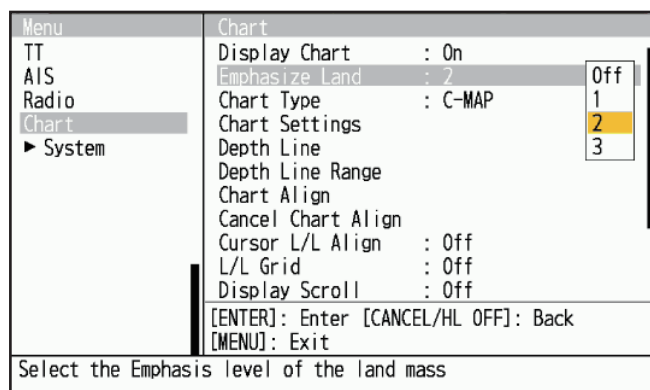 Menu
TT
AIS
Radio
Chart
► System
Chart
Display Chart : On
Emphasize Land : 2
Chart Type : C-MAP
Chart Settings
Depth Line
Depth Line Range
Chart Align
Cancel Chart Align
Cursor L/L Align : Off
L/L Grid : Off
Display Scroll : Off
Off
1
2
3
[ENTER]: Enter [CANCEL/HL OFF]: Back
[MENU]: Exit
Select the Emphasis level of the land mass